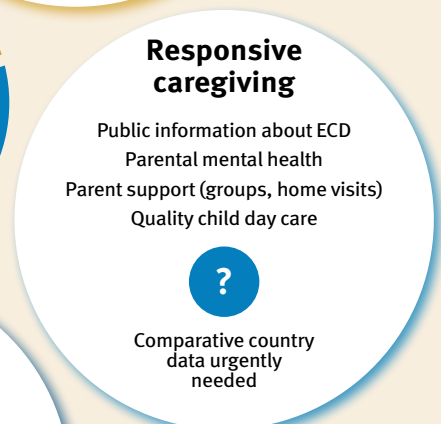 Responsive
caregiving
Public information about ECD
Parental mental health
Parent support (groups, home visits)
Quality child day care
?
Comparative country
data urgently
needed